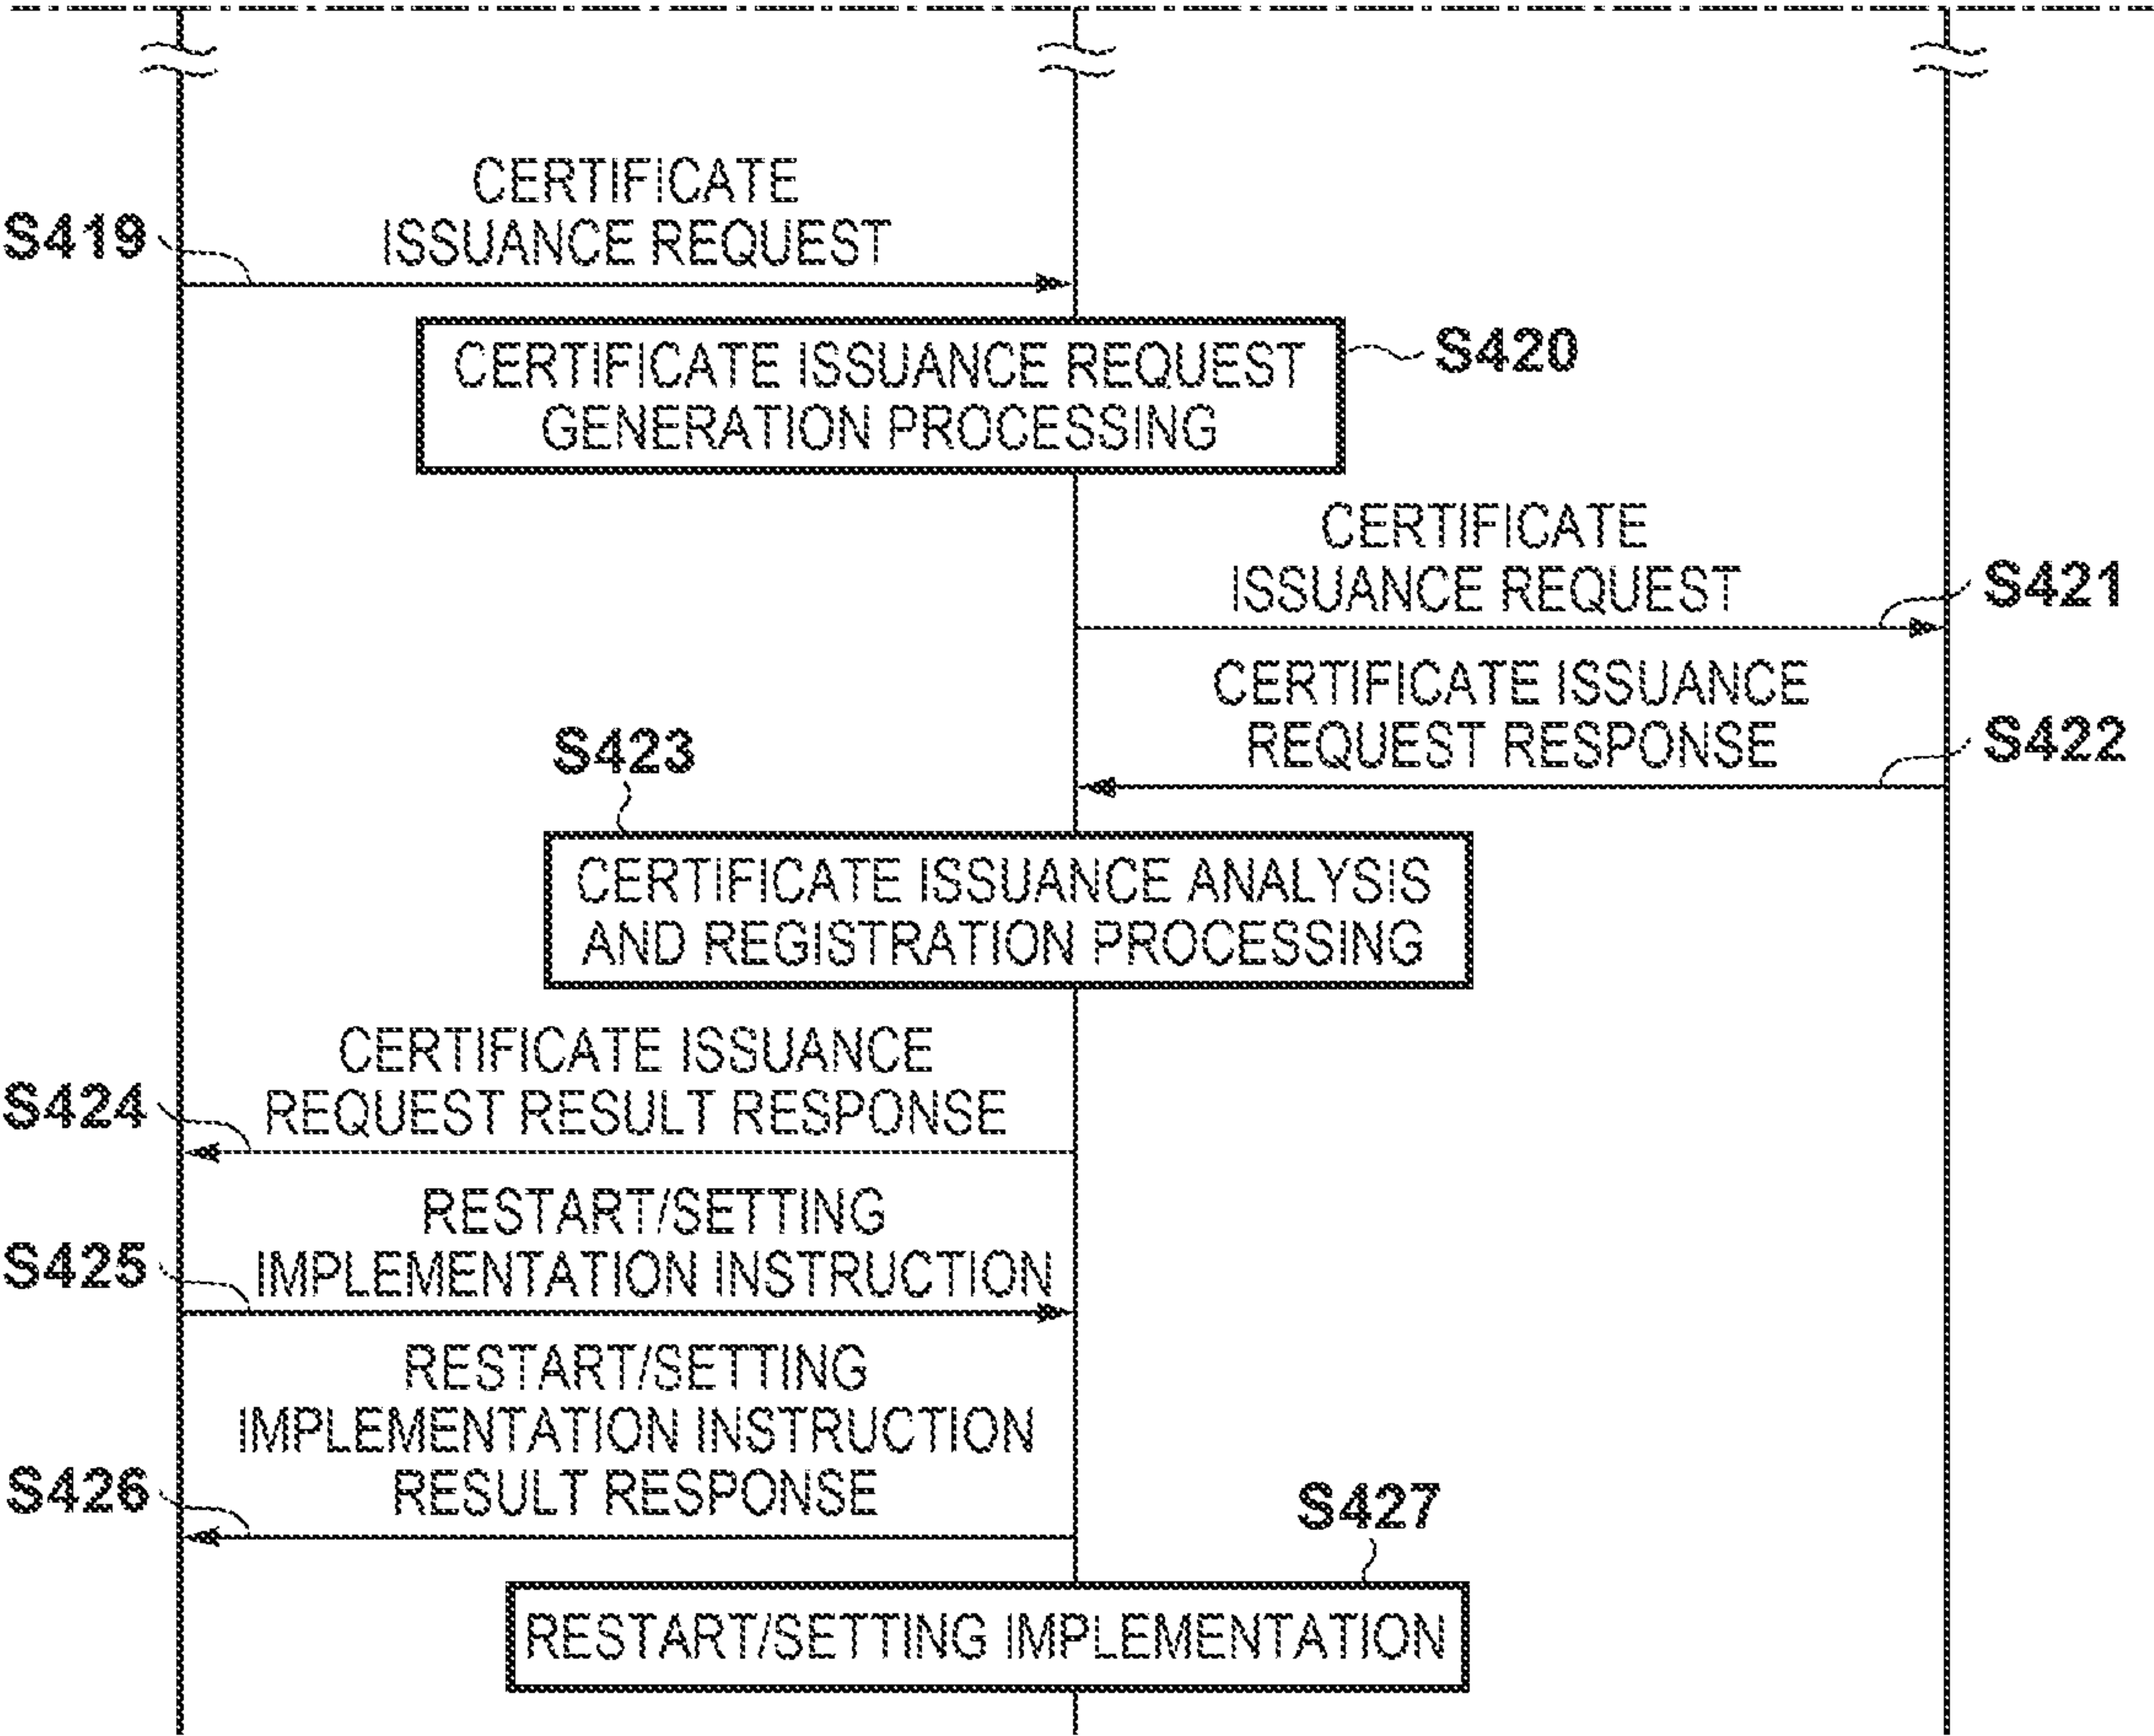 CERTIFICATE
ISSUANCE REQUEST
S419
CERTIFICATE ISSUANCE REQUEST
GENERATION PROCESSING
S420
CERTIFICATE
ISSUANCE REQUEST
S421
CERTIFICATE ISSUANCE
REQUEST RESPONSE
S422
S423
CERTIFICATE ISSUANCE ANALYSIS
AND REGISTRATION PROCESSING
CERTIFICATE ISSUANCE
REQUEST RESULT RESPONSE
S424
RESTART/SETTING
IMPLEMENTATION INSTRUCTION
S425
RESTART/SETTING
IMPLEMENTATION INSTRUCTION
RESULT RESPONSE
S426
S427
RESTART/SETTING IMPLEMENTATION